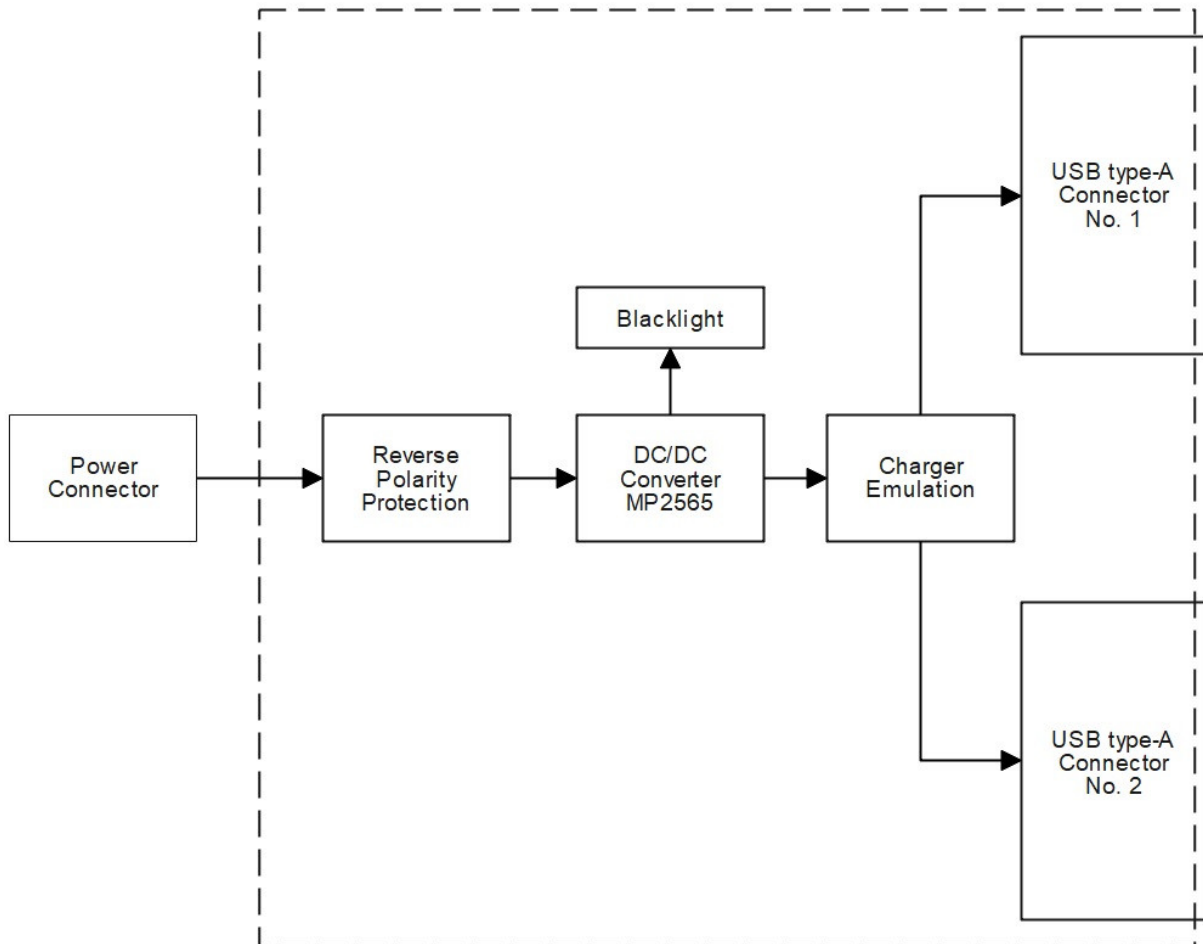 USB type-A
Connector
No. 1
Blacklight
Power
Connector
Reverse
Polarity
Protection
DC/DC
Converter
MP2565
Charger
Emulation
USB type-A
Connector
No. 2